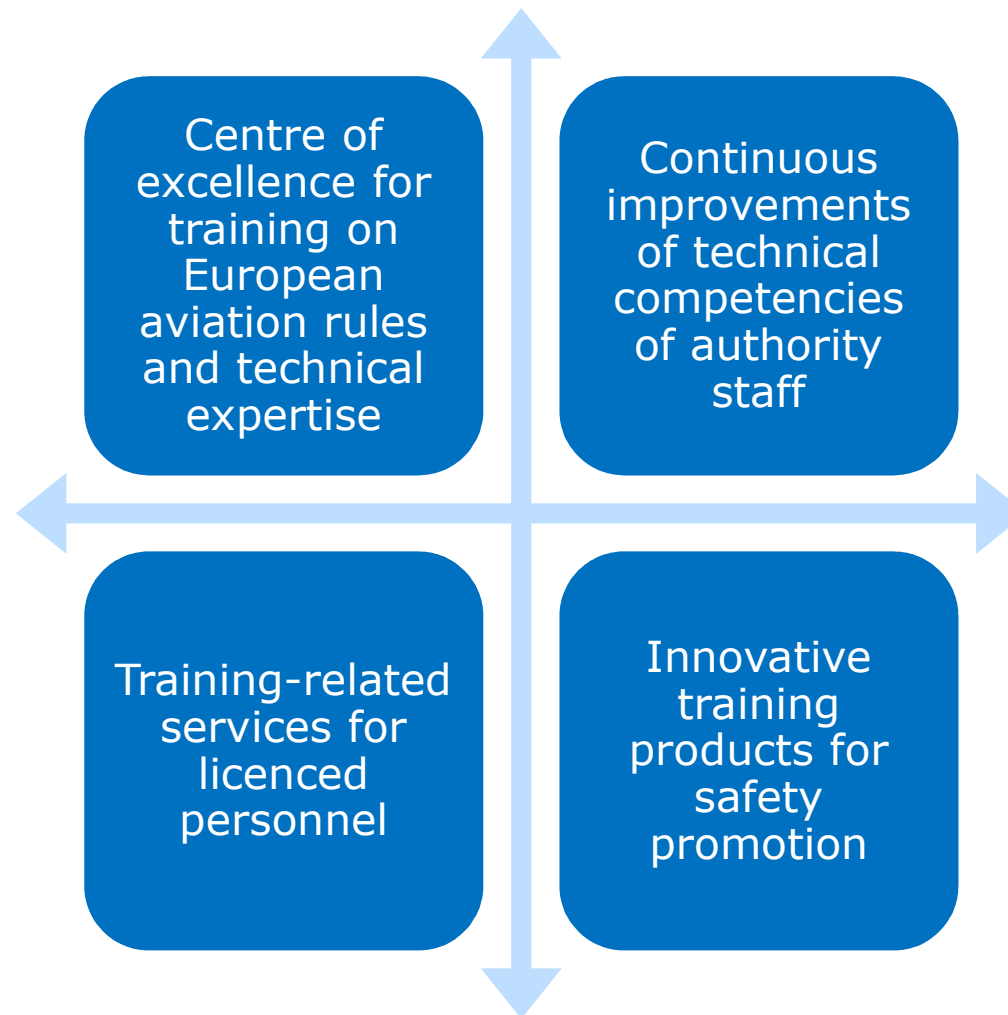 Centre of
excellence for
training on
European
aviation rules
and technical
expertise
Continuous
improvements
of technical
competencies
of authority
staff
Training-related
services for
licenced
personnel
Innovative
training
products for
safety
promotion